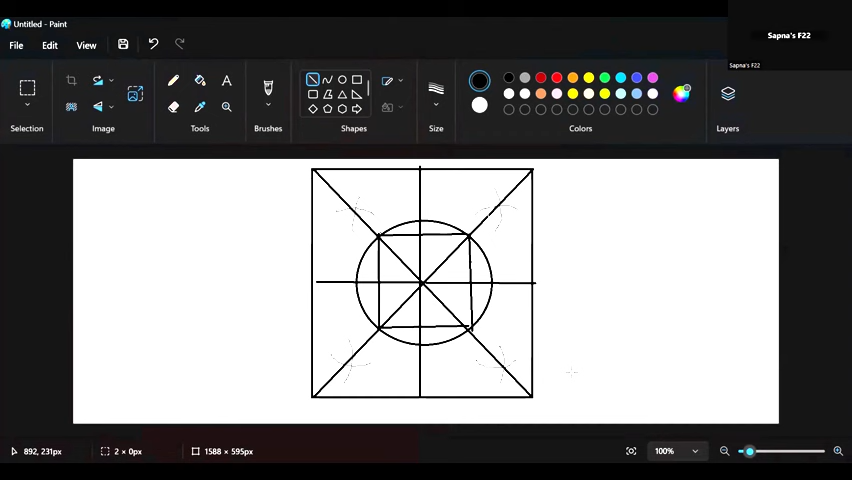 Untitled - Paint
Sapna's F22
Sapna's F22
File Edit View
Selection Image Tools Brushes Shapes Size Colors Layers
892, 231px 2 × 0px 1588 × 595px 100%